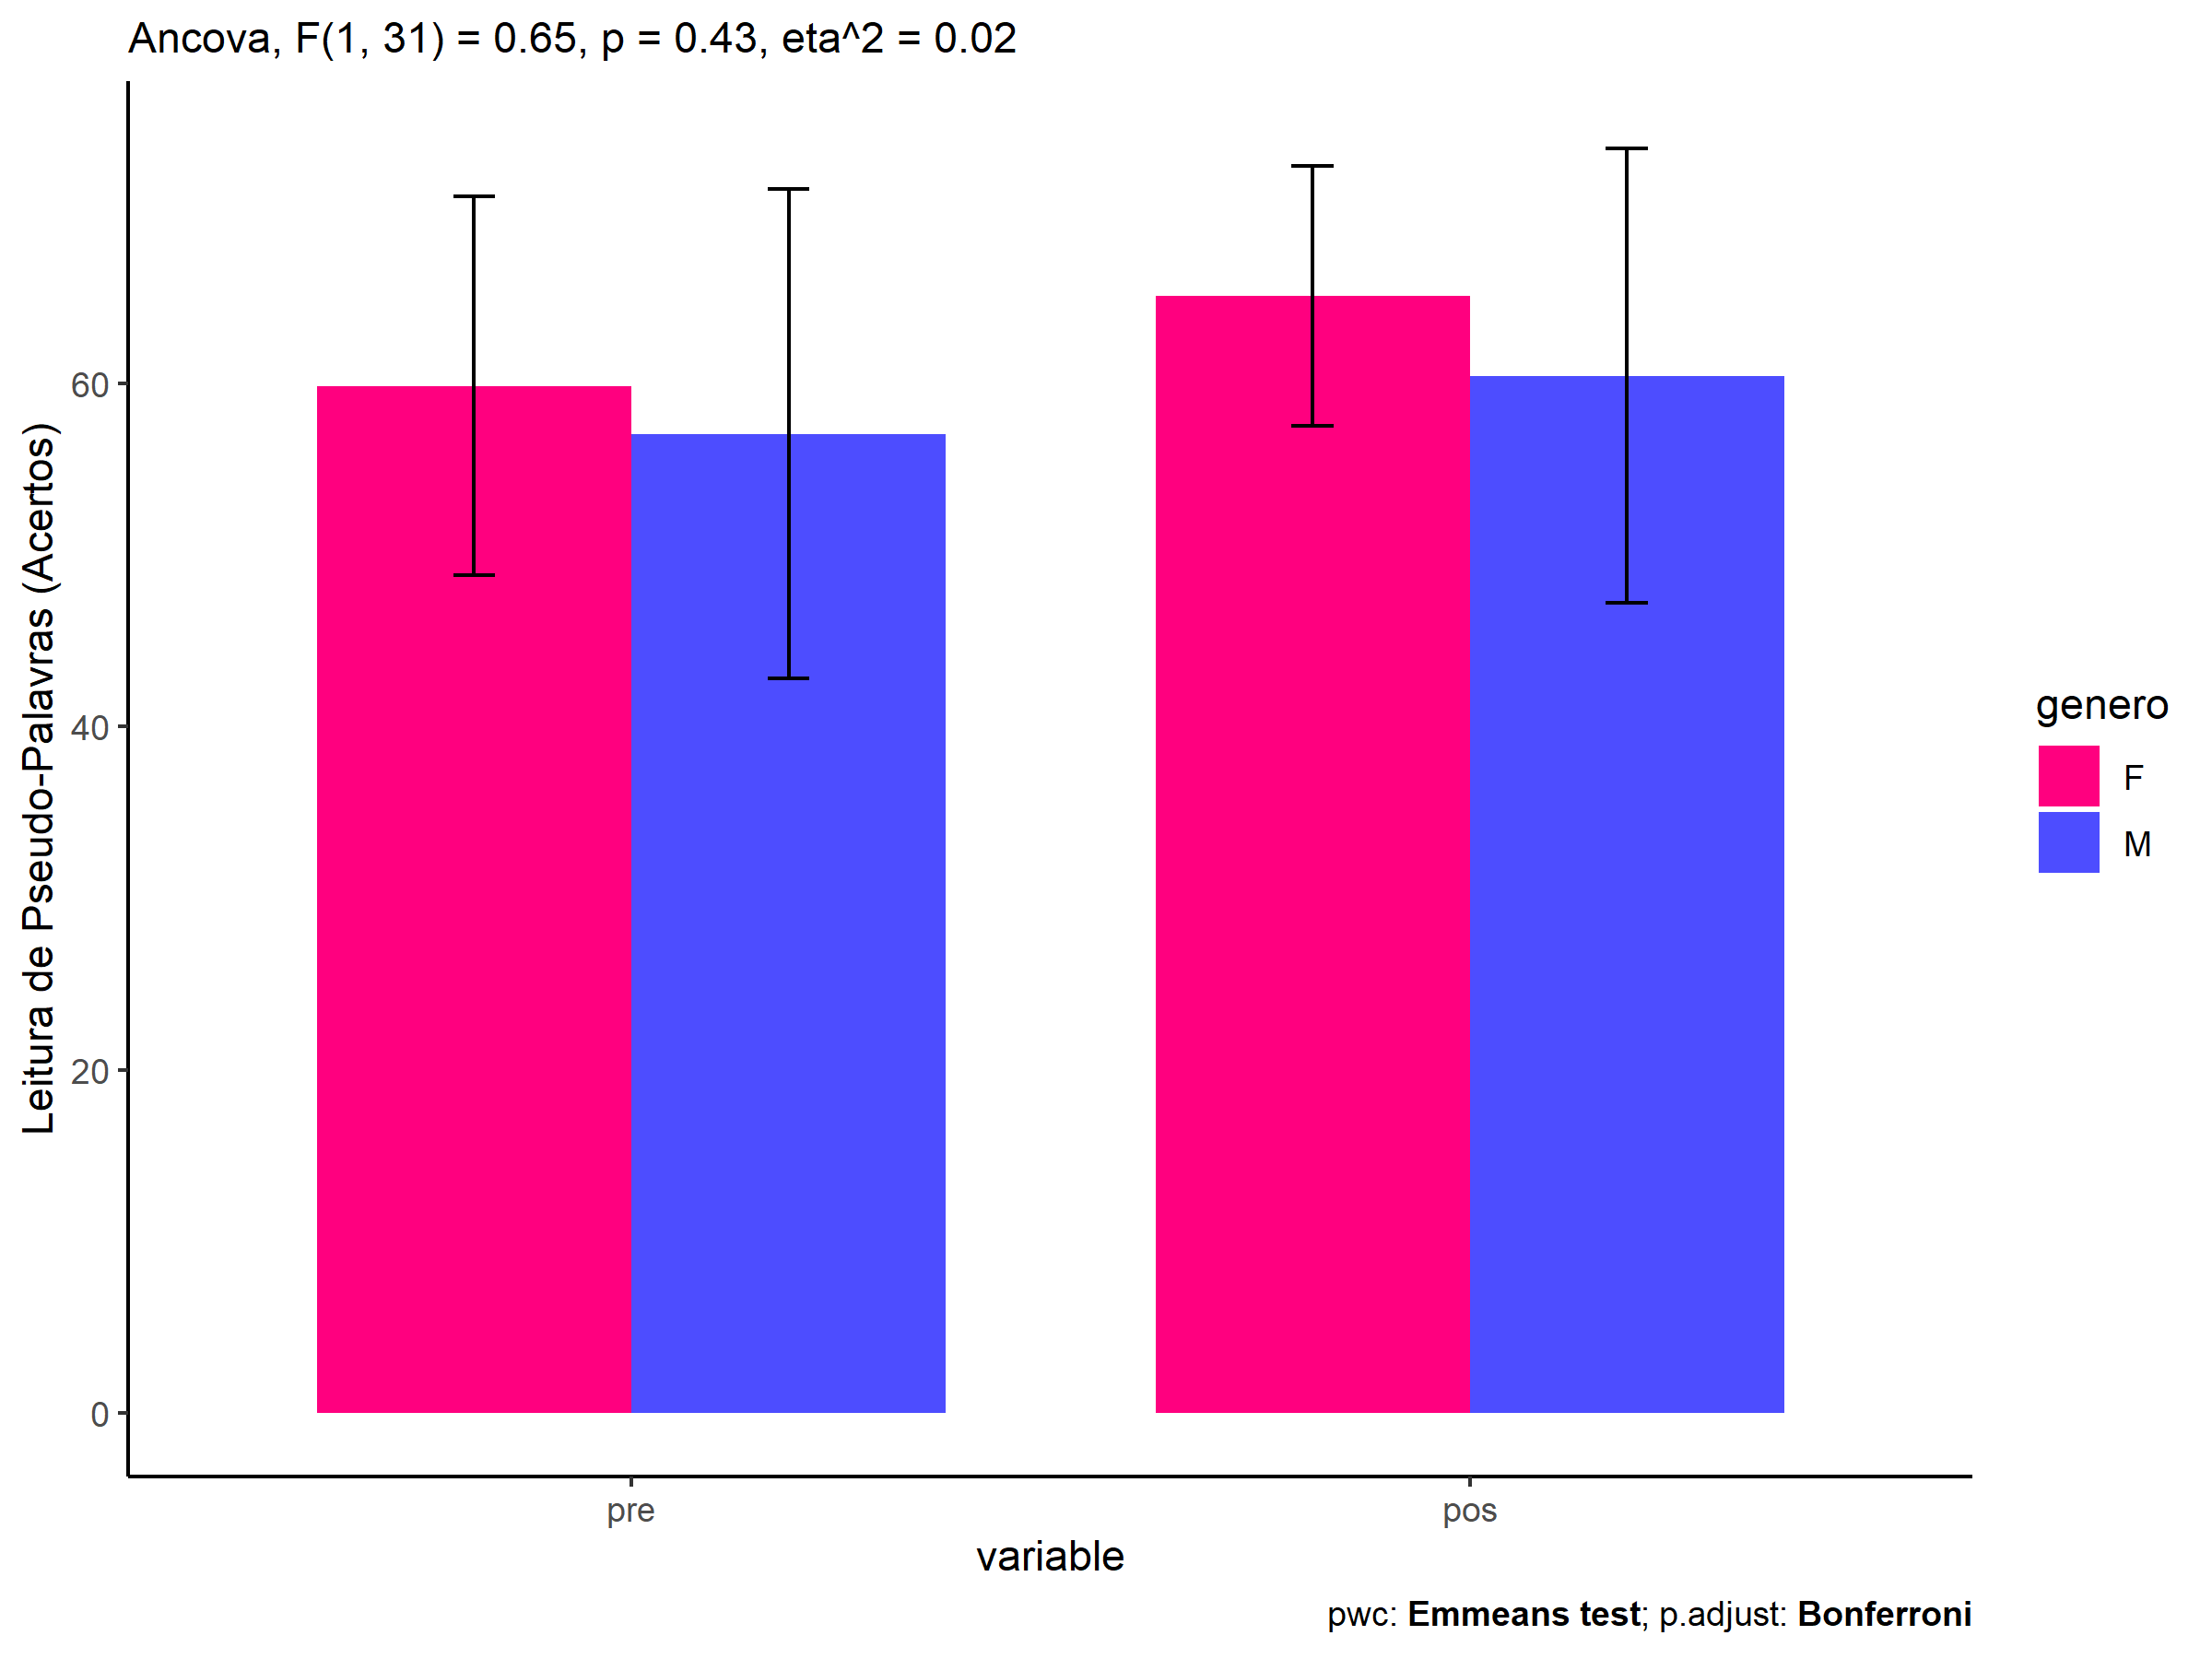 Ancova, F(1, 31) = 0.65, p = 0.43, eta^2 = 0.02
Leitura de Pseudo-Palavras (Acertos)
60
40
20
0
pre
pos
variable
genero
F
M
pwc: Emmeans test; p.adjust: Bonferroni